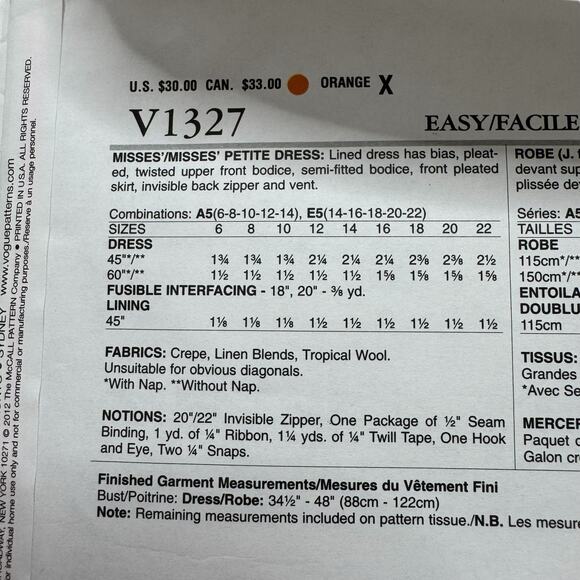 U.S. $30.00 CAN. $33.00 ORANGE X
V1327 EASY/FACILE
MISSES'/MISSES' PETITE DRESS: Lined dress has bias, pleat-
ed, twisted upper front bodice, semi-fitted bodice, front pleated
skirt, invisible back zipper and vent.
Combinations: A5(6-8-10-12-14), E5(14-16-18-20-22)
SIZES 6 8 10 12 14 16 18 20 22
DRESS
45"*/** 1¾ 1¾ 1¾ 2¼ 2¼ 2¼ 2⅜ 2⅜ 2½
60"*/** 1½ 1½ 1½ 1½ 1½ 1½ 1⅝ 1⅝ 1⅝
FUSIBLE INTERFACING - 18", 20" - ⅜ yd.
LINING
45" 1⅛ 1⅛ 1⅛ 1½ 1½ 1½ 1½ 1½ 1½
FABRICS: Crepe, Linen Blends, Tropical Wool.
Unsuitable for obvious diagonals.
*With Nap. **Without Nap.
NOTIONS: 20"/22" Invisible Zipper, One Package of ½" Seam
Binding, 1 yd. of ¼" Ribbon, 1¼ yds. of ¼" Twill Tape, One Hook
and Eye, Two ¼" Snaps.
Finished Garment Measurements/Mesures du Vêtement Fini
Bust/Poitrine: Dress/Robe: 34½" - 48" (88cm - 122cm)
Note: Remaining measurements included on pattern tissue./N.B. Les mesure
ROBE (J.
devant sup
plissée de
Séries: A5
TAILLES
ROBE
115cm*/**
150cm*/**
ENTOILA
DOUBLU
115cm
TISSUS:
Grandes
*Avec Se
MERCER
Paquet
Galon cr
SYDNEY • www.voguepatterns.com
BROADWAY, NEW YORK 10271 © 2012 The McCALL PATTERN Company • PRINTED IN U.S.A. ALL RIGHTS RESERVED.
or individual home use only and not for commercial or manufacturing purposes./Réservé à un usage personnel.